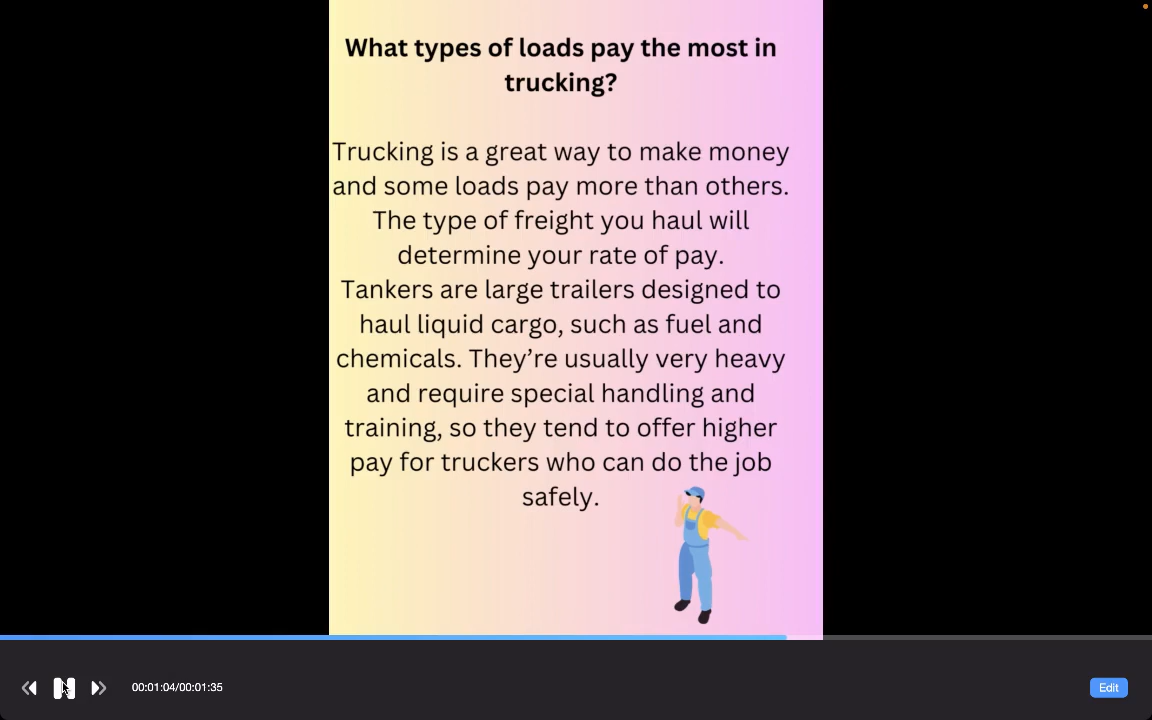 What types of loads pay the most in
trucking?
Trucking is a great way to make money
and some loads pay more than others.
The type of freight you haul will
determine your rate of pay.
Tankers are large trailers designed to
haul liquid cargo, such as fuel and
chemicals. They’re usually very heavy
and require special handling and
training, so they tend to offer higher
pay for truckers who can do the job
safely.
00:01:04/00:01:35
Edit